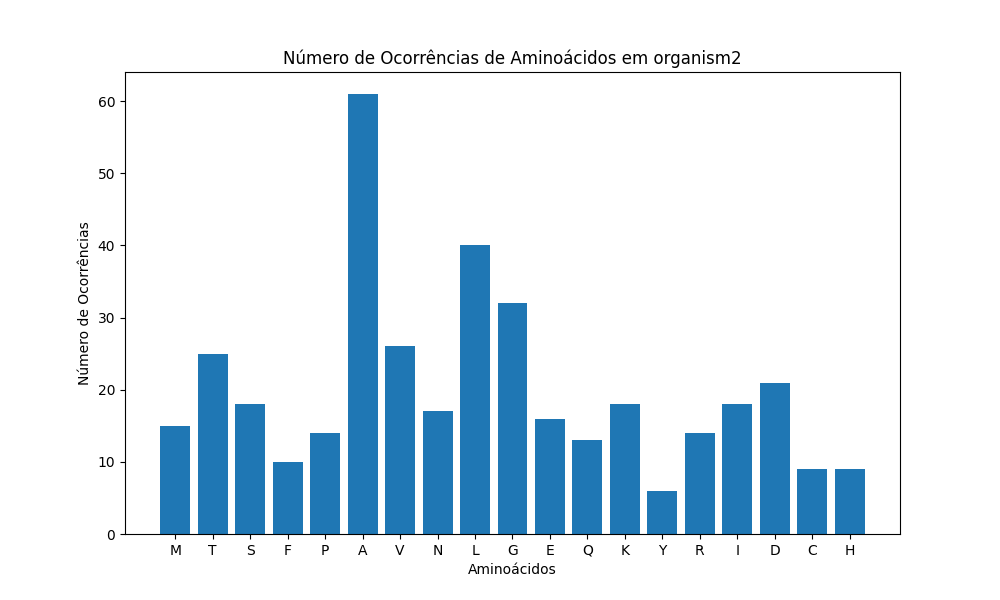 Número de Ocorrências de Aminoácidos em organism2
Número de Ocorrências
60
50
40
30
20
10
0
M T S F P A V N L G E Q K Y R I D C H
Aminoácidos